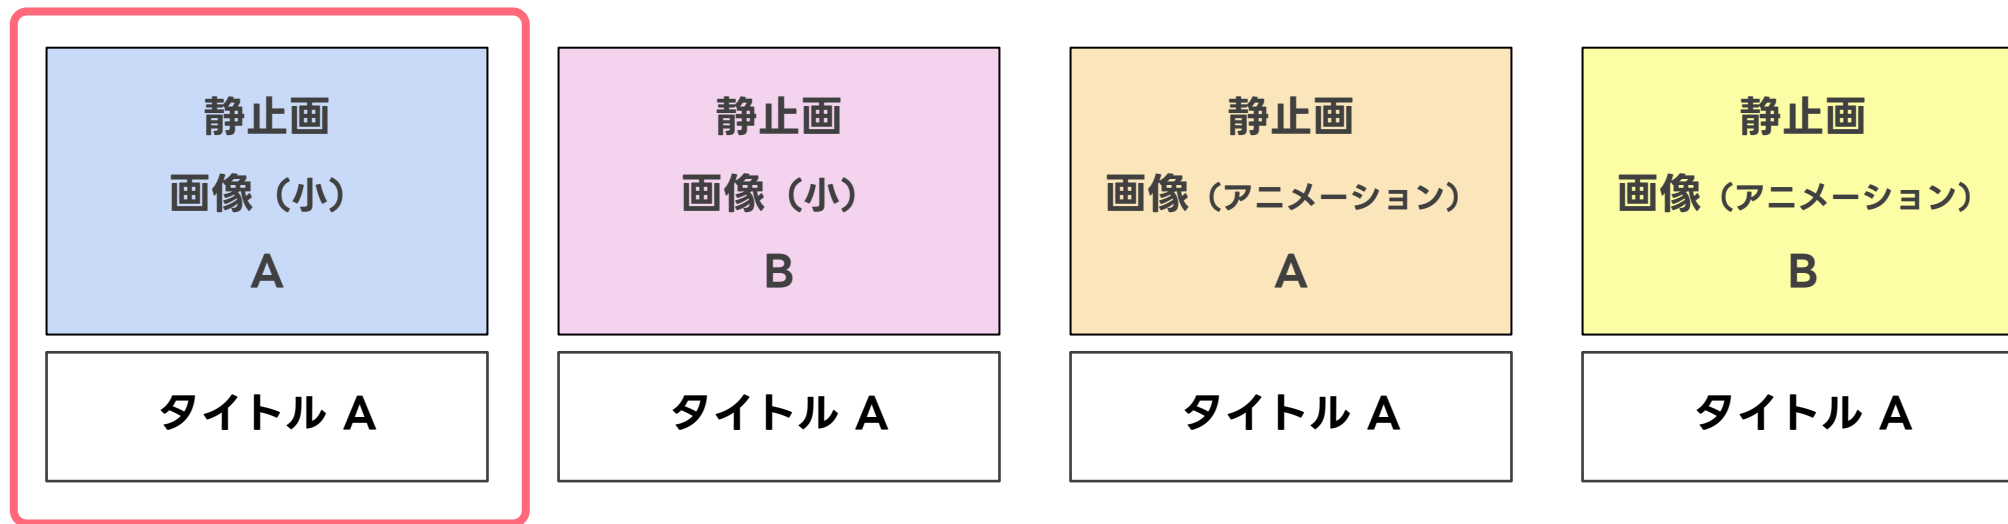 静止画
画像（小）
A
タイトル A
静止画
画像（小）
B
タイトル A
静止画
画像（アニメーション）
A
タイトル A
静止画
画像（アニメーション）
B
タイトル A